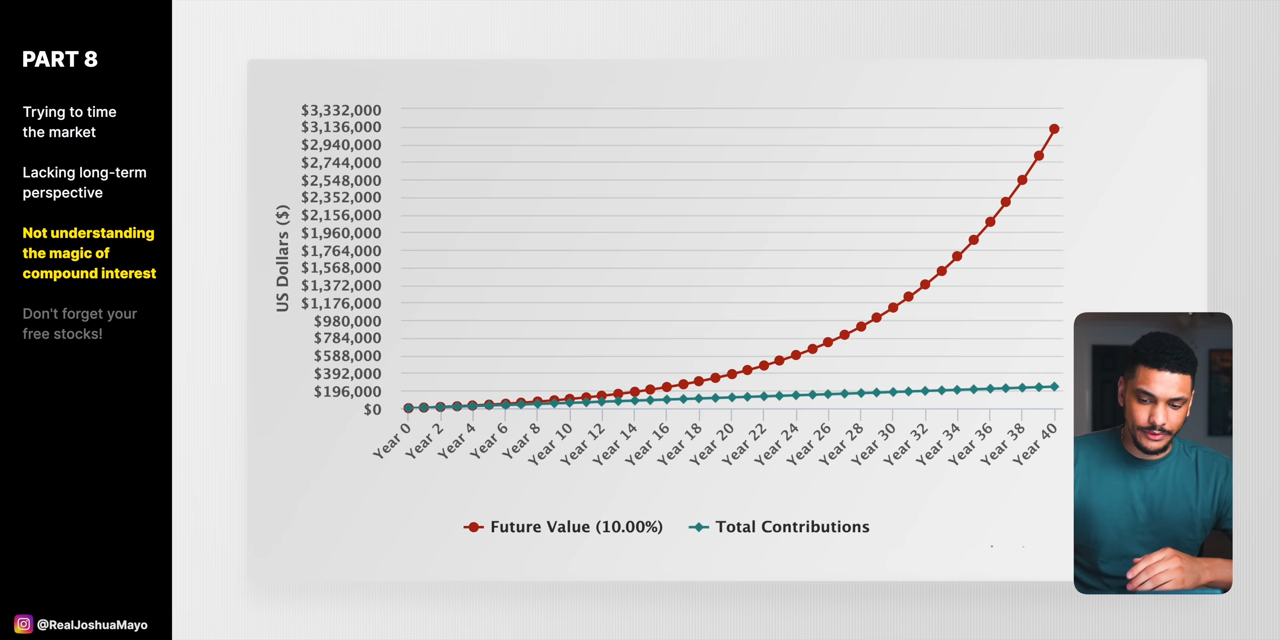 PART 8
Trying to time
the market
Lacking long-term
perspective
Not understanding
the magic of
compound interest
Don't forget your
free stocks!
@RealJoshuaMayo
US Dollars ($)
$3,332,000
$3,136,000
$2,940,000
$2,744,000
$2,548,000
$2,352,000
$2,156,000
$1,960,000
$1,764,000
$1,568,000
$1,372,000
$1,176,000
$980,000
$784,000
$588,000
$392,000
$196,000
$0
Year 0
Year 2
Year 4
Year 6
Year 8
Year 10
Year 12
Year 14
Year 16
Year 18
Year 20
Year 22
Year 24
Year 26
Year 28
Year 30
Year 32
Year 34
Year 36
Year 38
Year 40
Future Value (10.00%)
Total Contributions